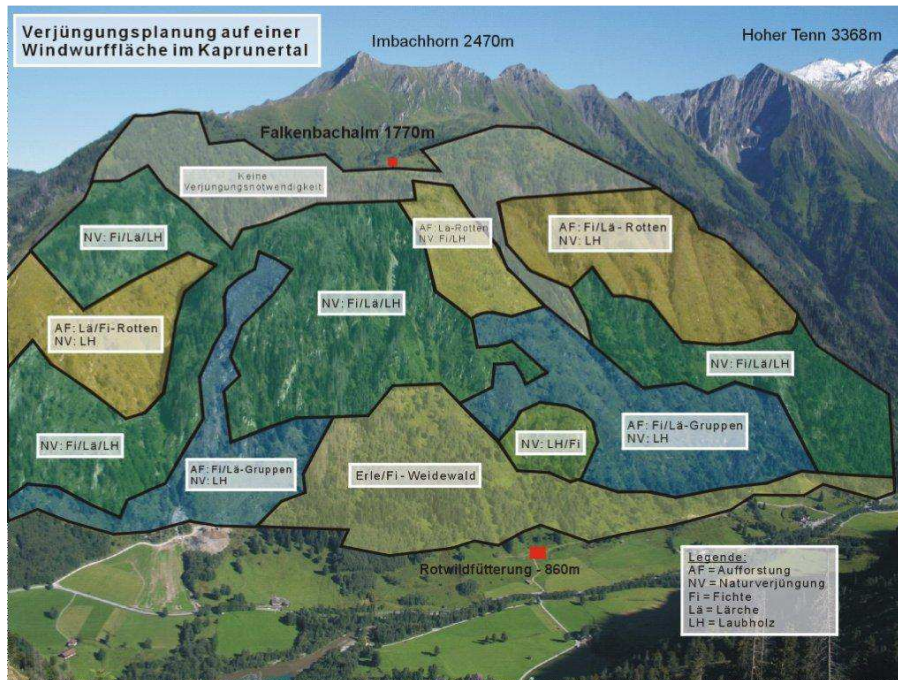 Verjüngungsplanung auf einer
Windwurffläche im Kaprunertal
Imbachhorn 2470m
Hoher Tenn 3368m
Falkenbachalm 1770m
Keine
Verjüngungsnotwendigkeit
NV: Fi/Lä/LH
AF: Lä-Rotten
NV: Fi/LH
AF: Fi/Lä-Rotten
NV: LH
NV: Fi/Lä/LH
AF: Lä/Fi-Rotten
NV: LH
NV: Fi/Lä/LH
NV: Fi/Lä/LH
AF: Fi/Lä-Gruppen
NV: LH
NV: LH/Fi
AF: Fi/Lä-Gruppen
NV: LH
Erle/Fi-Weidewald
Rotwildfütterung - 860m
Legende:
AF = Aufforstung
NV = Naturverjüngung
Fi = Fichte
Lä = Lärche
LH = Laubholz